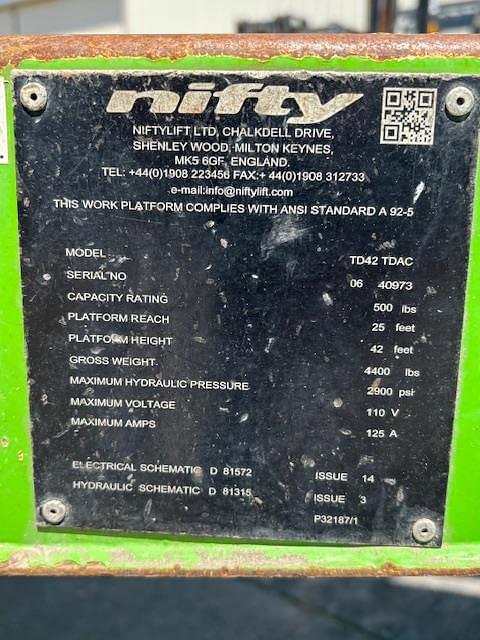 nifty
NIFTYLIFT LTD, CHALKDELL DRIVE,
SHENLEY WOOD, MILTON KEYNES,
MK5 6GF, ENGLAND.
TEL: +44(0)1908 223456 FAX:+ 44(0)1908 312733
e-mail:info@niftylift.com
THIS WORK PLATFORM COMPLIES WITH ANSI STANDARD A 92-5
MODEL TD42 TDAC
SERIAL NO 06 40973
CAPACITY RATING 500 lbs
PLATFORM REACH 25 feet
PLATFORM HEIGHT 42 feet
GROSS WEIGHT 4400 lbs
MAXIMUM HYDRAULIC PRESSURE 2900 psi
MAXIMUM VOLTAGE 110 V
MAXIMUM AMPS 125 A
ELECTRICAL SCHEMATIC D 81572 ISSUE 14
HYDRAULIC SCHEMATIC D 81315 ISSUE 3
P32187/1